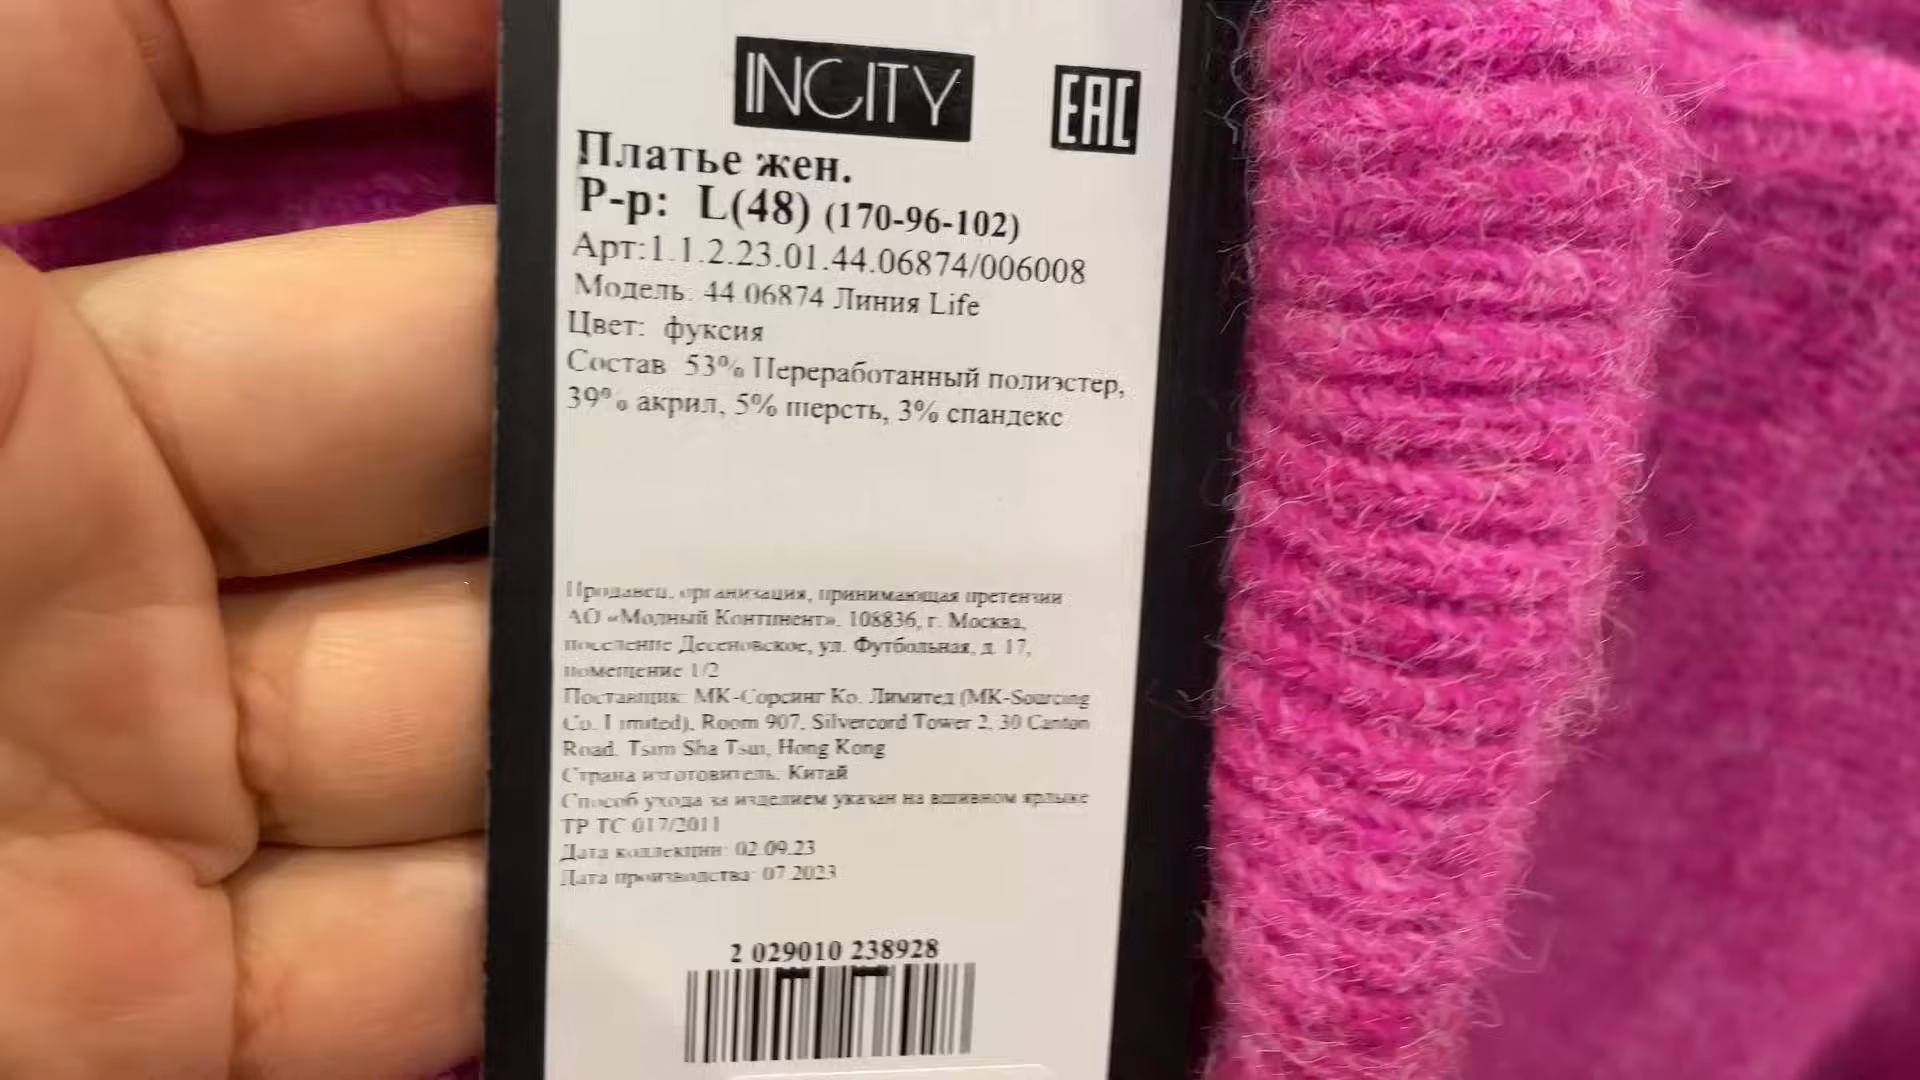 INCITY
EAC
Платье жен.
Р-р: L(48) (170-96-102)
Арт:1.1.2.23.01.44.06874/006008
Модель: 44.06874 Линия Life
Цвет: фуксия
Состав 53% Переработанный полиэстер,
39% акрил, 5% шерсть, 3% спандекс
Продавец, организация, принимающая претензии
АО «Модный Континент», 108836, г. Москва,
поселение Десеновское, ул. Футбольная, д. 17,
помещение 1/2
Поставщик: МК-Сорсинг Ко. Лимитед (MK-Sourcing
Co. Limited), Room 907, Silvercord Tower 2, 30 Canton
Road, Tsim Sha Tsui, Hong Kong
Страна изготовитель: Китай
Способ ухода за изделием указан на вшивном ярлыке
ТР ТС 017/2011
Дата коллекции: 02.09.23
Дата производства: 07.2023
2 029010 238928